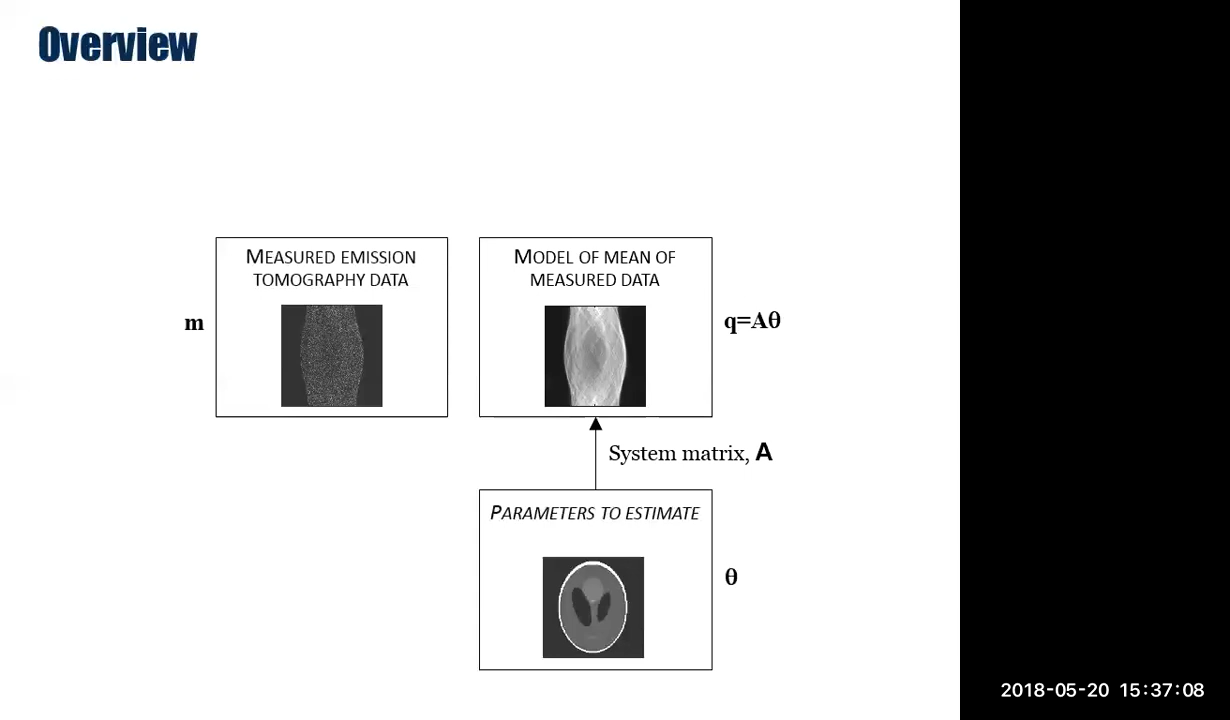 Overview
MEASURED EMISSION
TOMOGRAPHY DATA
m
MODEL OF MEAN OF
MEASURED DATA
q=Aθ
System matrix, A
PARAMETERS TO ESTIMATE
θ
2018-05-20 15:37:08